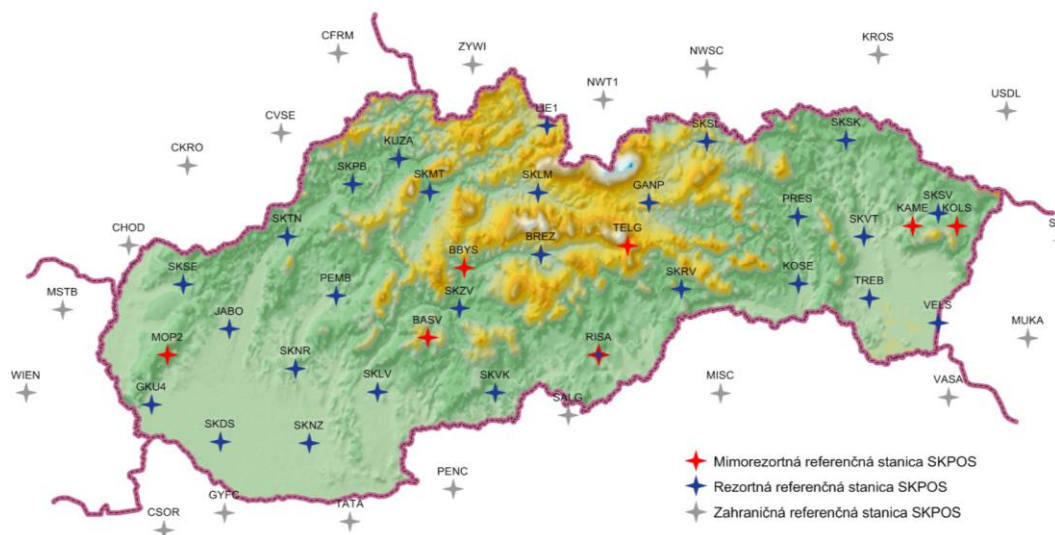 CFRM
ZYWI
NWSC
KROS
NWT1
USDL
LIE1
CVSE
SKSL
SKSK
CKRO
KUZA
SKPB
SKMT
SKLM
GANP
PRES
SKSV
KAME
KOLS
SKTN
SKVT
TELG
CHOD
BBYS
BREZ
SKSE
PEMB
SKZV
SKRV
KOSE
TREB
MSTB
JABO
BASV
VELS
MUKA
MOP2
RISA
SKNR
WIEN
GKU4
SKLV
SKVK
MISC
VASA
SALG
SKDS
SKNZ
PENC
Mimorezortná referenčná stanica SKPOS
Rezortná referenčná stanica SKPOS
GYFC
CSOR
TATA
Zahraničná referenčná stanica SKPOS